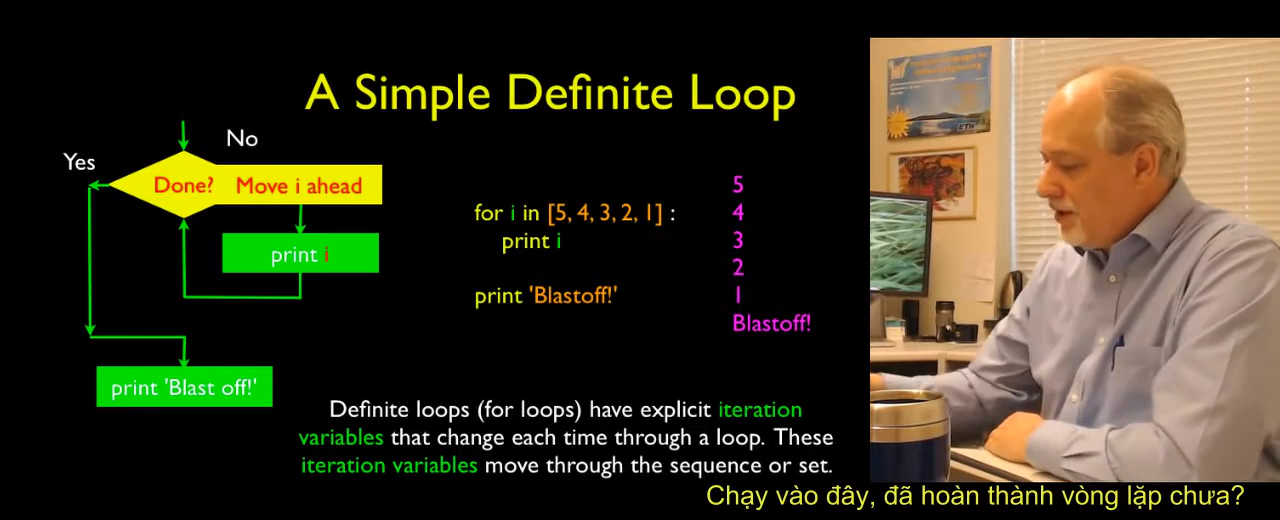 A Simple Definite Loop
No
Yes
Done?
Move i ahead
print i
print 'Blast off!'
for i in [5, 4, 3, 2, 1] :
print i
print 'Blastoff!'
5
4
3
2
1
Blastoff!
Definite loops (for loops) have explicit iteration
variables that change each time through a loop. These
iteration variables move through the sequence or set.
Chạy vào đây, đã hoàn thành vòng lặp chưa?